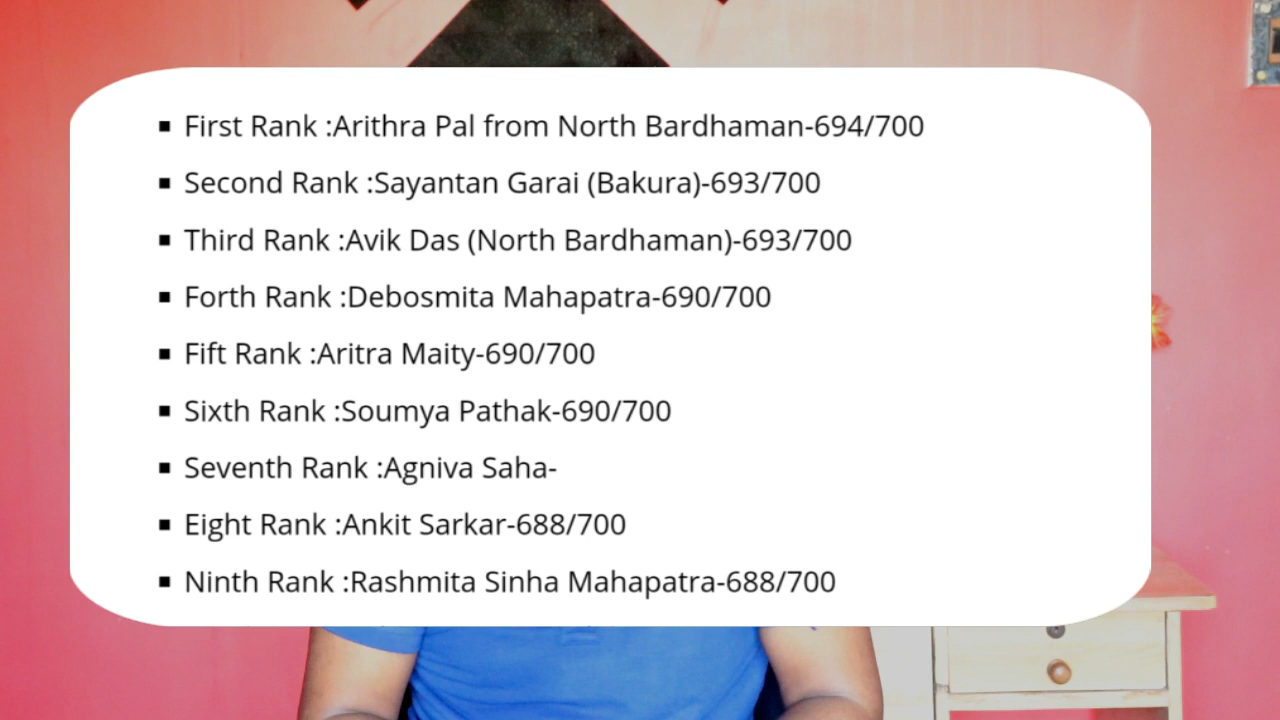 ▪ First Rank :Arithra Pal from North Bardhaman-694/700
▪ Second Rank :Sayantan Garai (Bakura)-693/700
▪ Third Rank :Avik Das (North Bardhaman)-693/700
▪ Forth Rank :Debosmita Mahapatra-690/700
▪ Fift Rank :Aritra Maity-690/700
▪ Sixth Rank :Soumya Pathak-690/700
▪ Seventh Rank :Agniva Saha-
▪ Eight Rank :Ankit Sarkar-688/700
▪ Ninth Rank :Rashmita Sinha Mahapatra-688/700